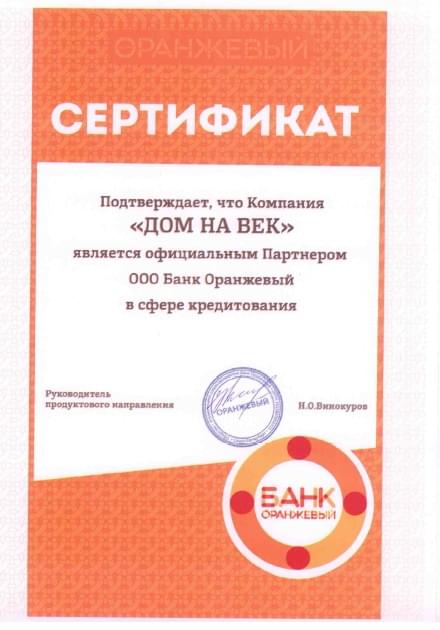 ОРАНЖЕВЫЙ
СЕРТИФИКАТ
Подтверждает, что Компания
«ДОМ НА ВЕК»
является официальным Партнером
ООО Банк Оранжевый
в сфере кредитования
Руководитель
продуктового направления
ОРАНЖЕВЫЙ
Н.О.Винокуров
БАНК
ОРАНЖЕВЫЙ